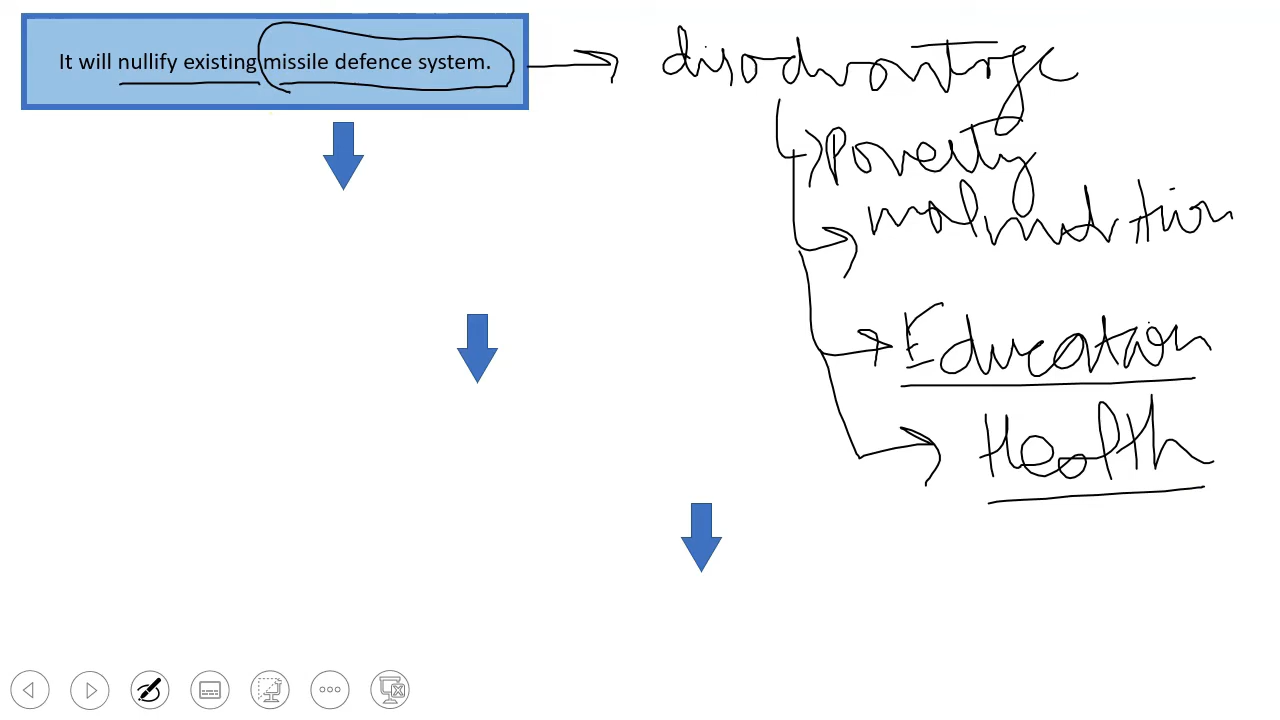 It will nullify existing missile defence system.
disadvantage
Poverty
malnutrition
Education
Health